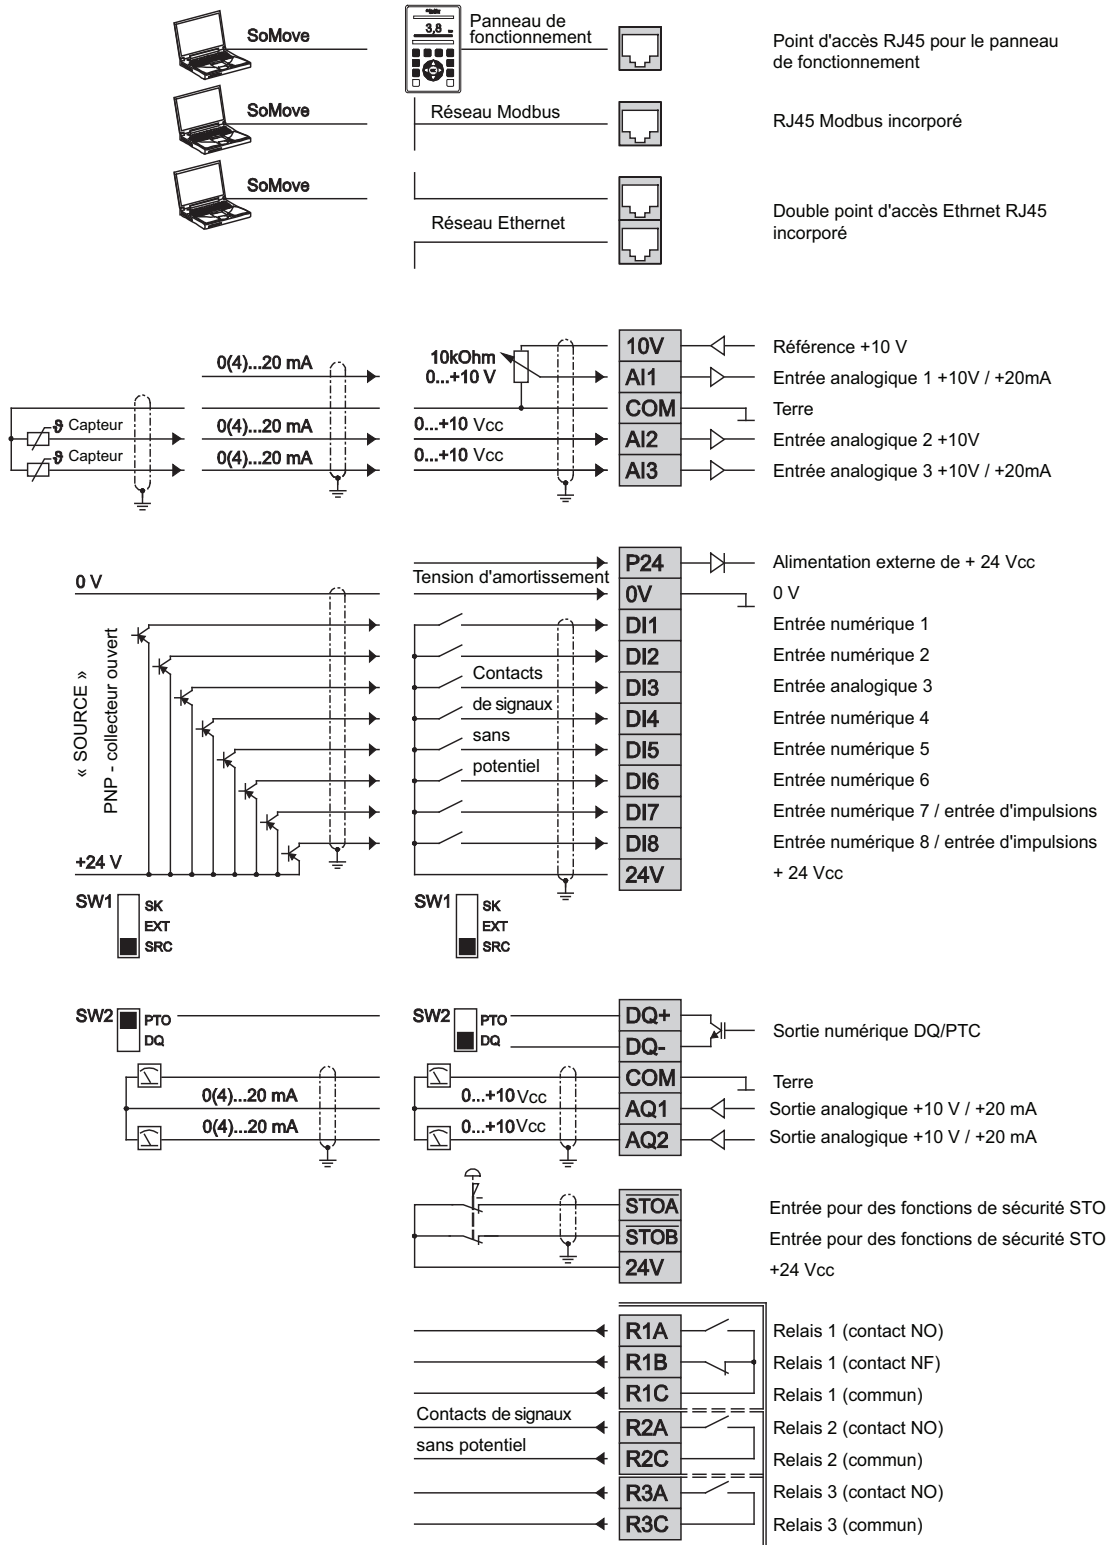 SoMove
3,8
Panneau de
fonctionnement
Point d'accès RJ45 pour le panneau
de fonctionnement
SoMove
Réseau Modbus
RJ45 Modbus incorporé
SoMove
Réseau Ethernet
Double point d'accès Ethrnet RJ45
incorporé
10V
Référence +10 V
0(4)...20 mA
10kOhm
0...+10 V
AI1
Entrée analogique 1 +10V / +20mA
COM
Terre
ϑ Capteur
0(4)...20 mA
0...+10 Vcc
AI2
Entrée analogique 2 +10V
ϑ Capteur
0(4)...20 mA
0...+10 Vcc
AI3
Entrée analogique 3 +10V / +20mA
P24
Alimentation externe de + 24 Vcc
0 V
Tension d'amortissement
0V
0 V
« SOURCE »
PNP - collecteur ouvert
DI1
Entrée numérique 1
DI2
Entrée numérique 2
Contacts
de signaux
sans
potentiel
DI3
Entrée analogique 3
DI4
Entrée numérique 4
DI5
Entrée numérique 5
DI6
Entrée numérique 6
DI7
Entrée numérique 7 / entrée d'impulsions
DI8
Entrée numérique 8 / entrée d'impulsions
+24 V
24V
+ 24 Vcc
SW1
SK
EXT
SRC
SW1
SK
EXT
SRC
SW2
PTO
DQ
SW2
PTO
DQ
DQ+
DQ-
Sortie numérique DQ/PTC
COM
Terre
0(4)...20 mA
0...+10Vcc
AQ1
Sortie analogique +10 V / +20 mA
0(4)...20 mA
0...+10Vcc
AQ2
Sortie analogique +10 V / +20 mA
STOA
Entrée pour des fonctions de sécurité STO
STOB
Entrée pour des fonctions de sécurité STO
24V
+24 Vcc
R1A
Relais 1 (contact NO)
R1B
Relais 1 (contact NF)
R1C
Relais 1 (commun)
Contacts de signaux
sans potentiel
R2A
Relais 2 (contact NO)
R2C
Relais 2 (commun)
R3A
Relais 3 (contact NO)
R3C
Relais 3 (commun)